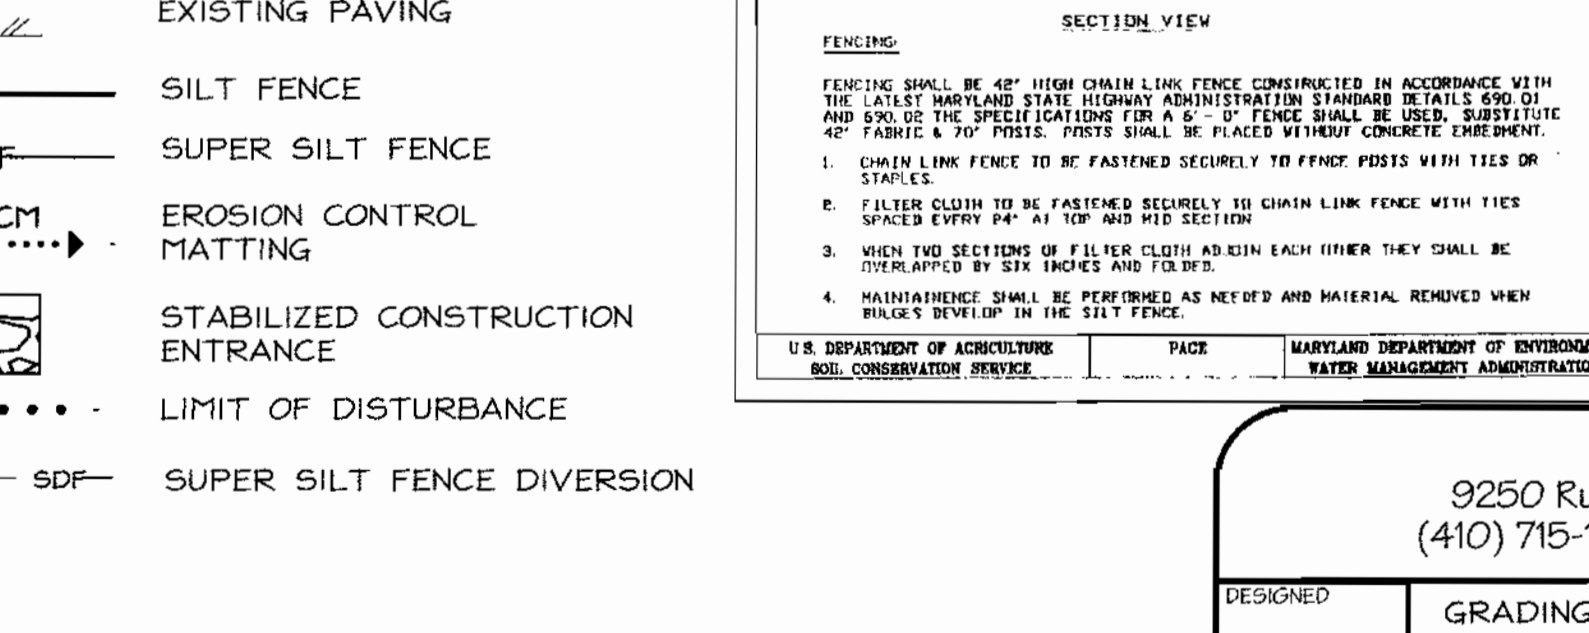 EXISTING PAVING
SILT FENCE
F
SUPER SILT FENCE
CM
EROSION CONTROL
MATTING
STABILIZED CONSTRUCTION
ENTRANCE
LIMIT OF DISTURBANCE
SDF
SUPER SILT FENCE DIVERSION
SECTION VIEW
FENCING:
FENCING SHALL BE 42" HIGH CHAIN LINK FENCE CONSTRUCTED IN ACCORDANCE WITH
THE LATEST MARYLAND STATE HIGHWAY ADMINISTRATION STANDARD DETAILS 690.01
AND 690.02 THE SPECIFICATIONS FOR A 6' - 0" FENCE SHALL BE USED, SUBSTITUTE
42" FABRIC & 70" POSTS. POSTS SHALL BE PLACED WITHOUT CONCRETE EMBEDMENT.
1. CHAIN LINK FENCE TO BE FASTENED SECURELY TO FENCE POSTS WITH TIES OR
STAPLES.
2. FILTER CLOTH TO BE FASTENED SECURELY TO CHAIN LINK FENCE WITH TIES
SPACED EVERY 24" AT TOP AND MID SECTION
3. WHEN TWO SECTIONS OF FILTER CLOTH ADJOIN EACH OTHER THEY SHALL BE
OVERLAPPED BY SIX INCHES AND FOLDED.
4. MAINTAINENCE SHALL BE PERFORMED AS NEEDED AND MATERIAL REMOVED WHEN
BULGES DEVELOP IN THE SILT FENCE.
U.S. DEPARTMENT OF AGRICULTURE
SOIL CONSERVATION SERVICE
PAGE
MARYLAND DEPARTMENT OF ENVIRONM
WATER MANAGEMENT ADMINISTRATIO
9250 Ru
(410) 715-
DESIGNED
GRADING